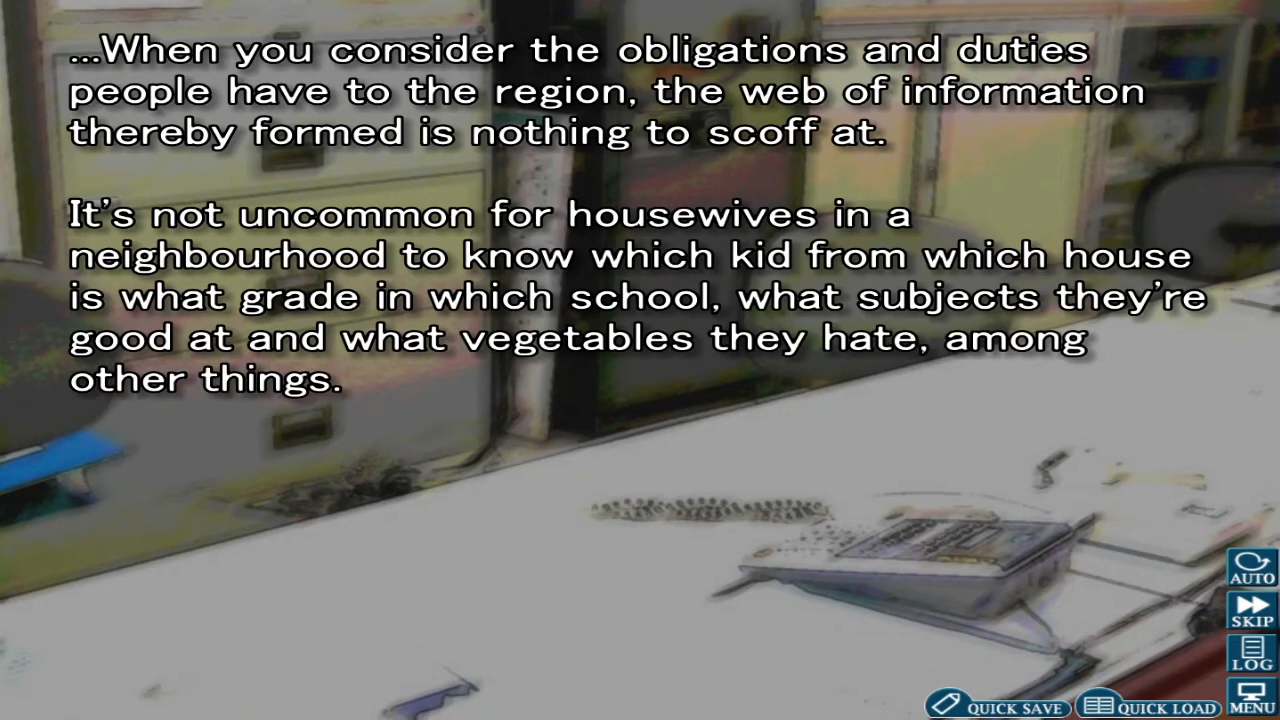 ...When you consider the obligations and duties
people have to the region, the web of information
thereby formed is nothing to scoff at.
It's not uncommon for housewives in a
neighbourhood to know which kid from which house
is what grade in which school, what subjects they're
good at and what vegetables they hate, among
other things.
AUTO
SKIP
LOG
QUICK SAVE
QUICK LOAD
MENU